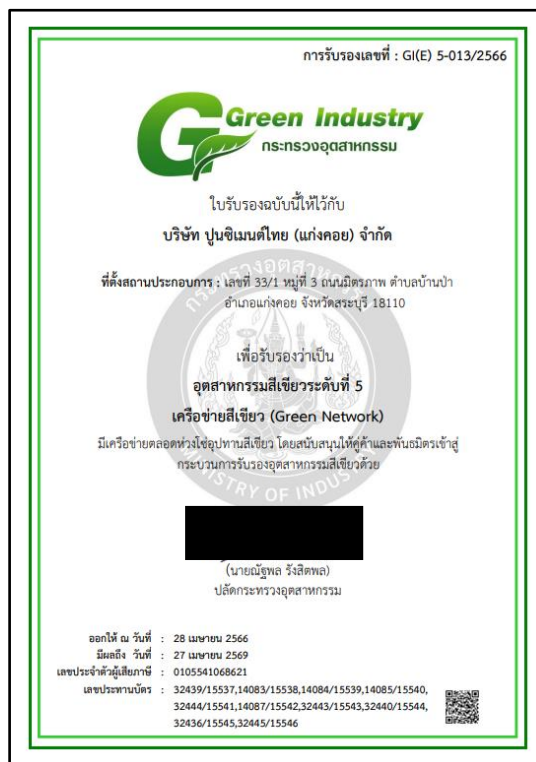 การรับรองเลขที่ : GI(E) 5-013/2566
Green Industry
กระทรวงอุตสาหกรรม
ใบรับรองฉบับนี้ให้ไว้กับ
บริษัท ปูนซิเมนต์ไทย (แก่งคอย) จำกัด
ที่ตั้งสถานประกอบการ : เลขที่ 33/1 หมู่ที่ 3 ถนนมิตรภาพ ตำบลบ้านป่า
อำเภอแก่งคอย จังหวัดสระบุรี 18110
กระทรวงอุตสาหกรรม
เพื่อรับรองว่าเป็น
อุตสาหกรรมสีเขียวระดับที่ 5
เครือข่ายสีเขียว (Green Network)
มีเครือข่ายตลอดห่วงโซ่อุปทานสีเขียว โดยสนับสนุนให้คู่ค้าและพันธมิตรเข้าสู่
กระบวนการรับรองอุตสาหกรรมสีเขียวด้วย
MINISTRY OF INDUSTRY
(นายณัฐพล รังสิตพล)
ปลัดกระทรวงอุตสาหกรรม
ออกให้ ณ วันที่ : 28 เมษายน 2566
มีผลถึง วันที่ : 27 เมษายน 2569
เลขประจำตัวผู้เสียภาษี : 0105541068621
เลขประทานบัตร : 32439/15537,14083/15538,14084/15539,14085/15540,
32444/15541,14087/15542,32443/15543,32440/15544,
32436/15545,32445/15546